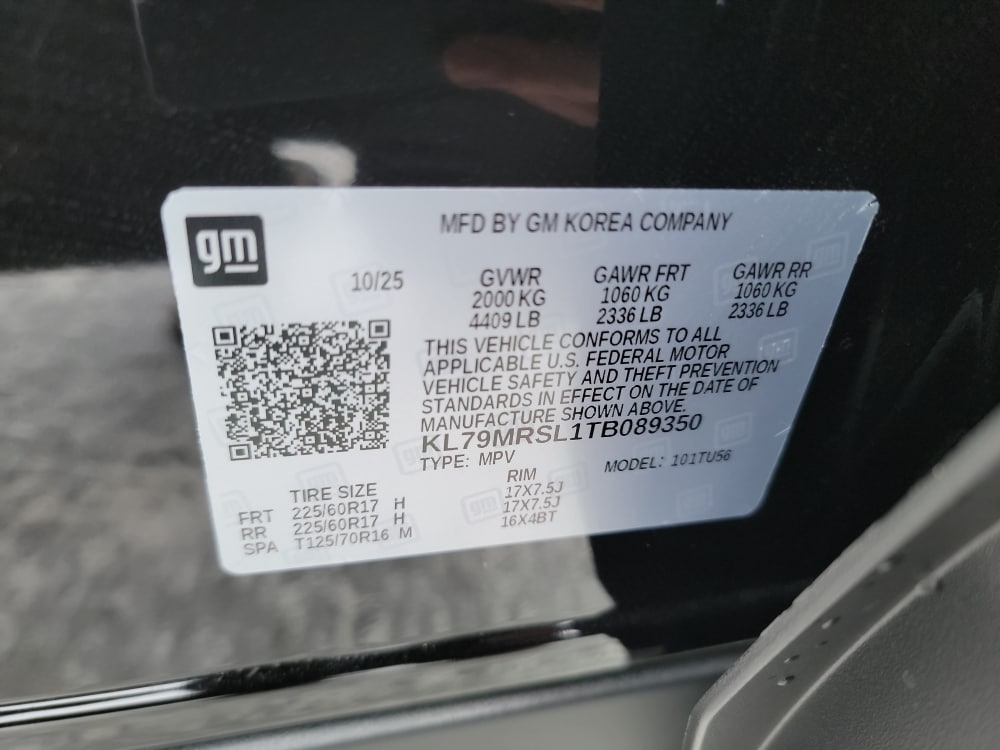 gm
MFD BY GM KOREA COMPANY
10/25
GVWR GAWR FRT GAWR RR
2000 KG 1060 KG 1060 KG
4409 LB 2336 LB 2336 LB
THIS VEHICLE CONFORMS TO ALL
APPLICABLE U.S. FEDERAL MOTOR
VEHICLE SAFETY AND THEFT PREVENTION
STANDARDS IN EFFECT ON THE DATE OF
MANUFACTURE SHOWN ABOVE.
KL79MRSL1TB089350
TYPE: MPV MODEL: 101TU56
TIRE SIZE RIM
FRT 225/60R17 H 17X7.5J
RR 225/60R17 H 17X7.5J
SPA T125/70R16 M 16X4BT